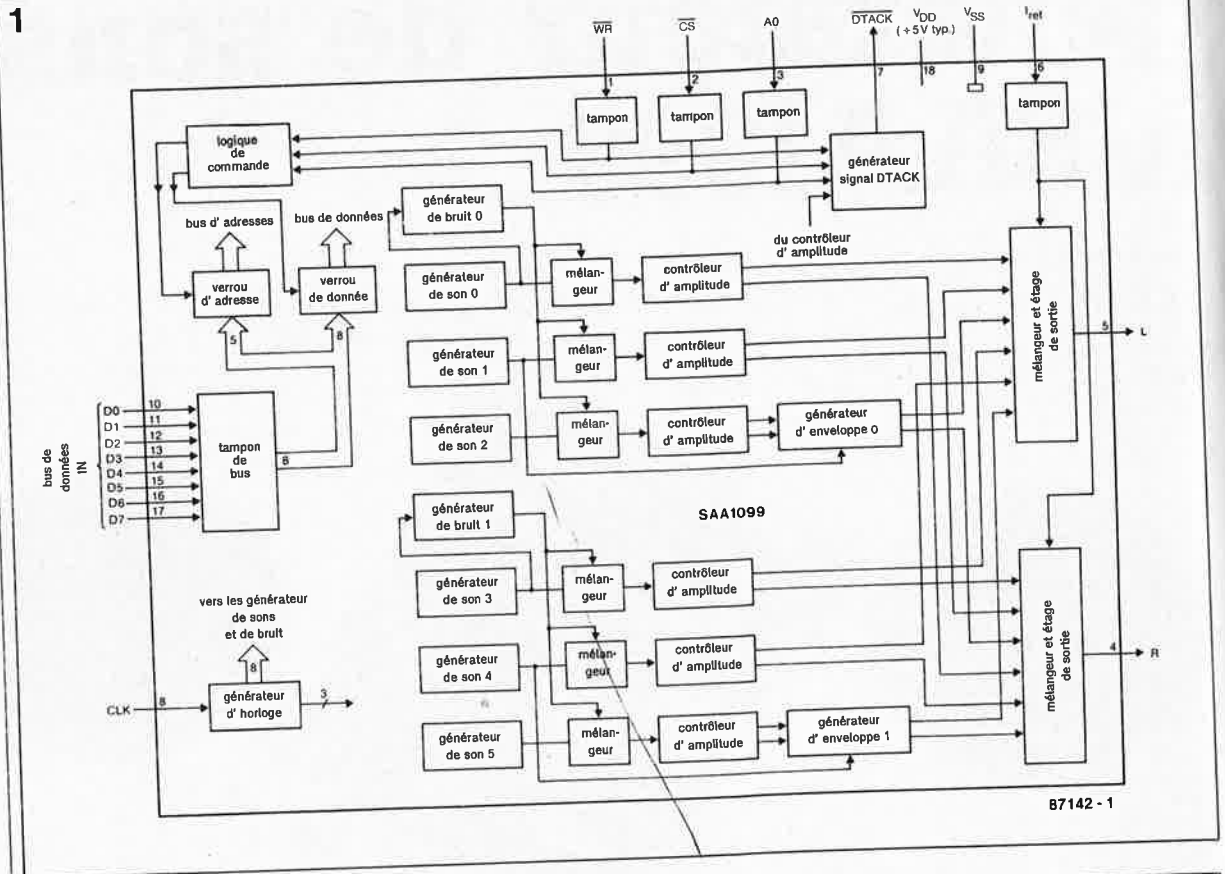 1
WR
CS
A0
DTACK
VDD
(+5V typ.)
VSS
Iref
1
2
3
7
18
9
6
tampon
tampon
tampon
tampon
logique
de
commande
générateur
signal DTACK
du contrôleur
d' amplitude
bus d' adresses
bus de données
verrou
d' adresse
verrou
de donnée
5
8
générateur
de bruit 0
générateur
de son 0
mélan-
geur
contrôleur
d' amplitude
générateur
de son 1
mélan-
geur
contrôleur
d' amplitude
générateur
de son 2
mélan-
geur
contrôleur
d' amplitude
générateur
d' enveloppe 0
mélangeur et étage
de sortie
5
L
bus de
données
IN
D0
D1
D2
D3
D4
D5
D6
D7
10
11
12
13
14
15
16
17
tampon
de
bus
8
SAA1099
générateur
de bruit 1
générateur
de son 3
mélan-
geur
contrôleur
d' amplitude
générateur
de son 4
mélan-
geur
contrôleur
d' amplitude
générateur
de son 5
mélan-
geur
contrôleur
d' amplitude
générateur
d' enveloppe 1
mélangeur et étage
de sortie
4
R
vers les générateur
de sons
et de bruit
8
CLK
8
générateur
d' horloge
3
87142 - 1